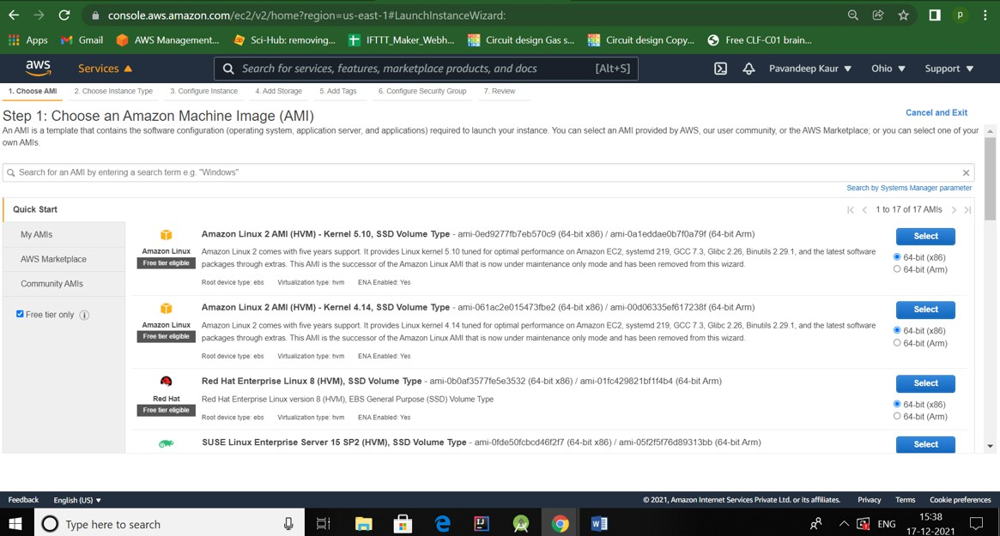 console.aws.amazon.com/ec2/v2/home?region=us-east-1#LaunchInstanceWizard:
p
Apps Gmail AWS Management... Sci-Hub: removing... IFTTT_Maker_Webh... Circuit design Gas s... Circuit design Copy... Free CLF-C01 brain...
aws Services Search for services, features, marketplace products, and docs [Alt+S] Pavandeep Kaur Ohio Support
1. Choose AMI 2. Choose Instance Type 3. Configure Instance 4. Add Storage 5. Add Tags 6. Configure Security Group 7. Review
Step 1: Choose an Amazon Machine Image (AMI)
Cancel and Exit
An AMI is a template that contains the software configuration (operating system, application server, and applications) required to launch your instance. You can select an AMI provided by AWS, our user community, or the AWS Marketplace; or you can select one of your
own AMIs.
Search for an AMI by entering a search term e.g. "Windows"
Search by Systems Manager parameter
Quick Start
1 to 17 of 17 AMIs
My AMIs
AWS Marketplace
Community AMIs
Free tier only
Amazon Linux
Free tier eligible
Amazon Linux 2 AMI (HVM) - Kernel 5.10, SSD Volume Type - ami-0ed9277fb7eb570c9 (64-bit x86) / ami-0a1eddae0b7f0a79f (64-bit Arm)
Amazon Linux 2 comes with five years support. It provides Linux kernel 5.10 tuned for optimal performance on Amazon EC2, systemd 219, GCC 7.3, Glibc 2.26, Binutils 2.29.1, and the latest software
packages through extras. This AMI is the successor of the Amazon Linux AMI that is now under maintenance only mode and has been removed from this wizard.
Root device type: ebs Virtualization type: hvm ENA Enabled: Yes
Select
64-bit (x86)
64-bit (Arm)
Amazon Linux
Free tier eligible
Amazon Linux 2 AMI (HVM) - Kernel 4.14, SSD Volume Type - ami-061ac2e015473fbe2 (64-bit x86) / ami-00d06335ef617238f (64-bit Arm)
Amazon Linux 2 comes with five years support. It provides Linux kernel 4.14 tuned for optimal performance on Amazon EC2, systemd 219, GCC 7.3, Glibc 2.26, Binutils 2.29.1, and the latest software
packages through extras. This AMI is the successor of the Amazon Linux AMI that is now under maintenance only mode and has been removed from this wizard.
Root device type: ebs Virtualization type: hvm ENA Enabled: Yes
Select
64-bit (x86)
64-bit (Arm)
Red Hat
Free tier eligible
Red Hat Enterprise Linux 8 (HVM), SSD Volume Type - ami-0b0af3577fe5e3532 (64-bit x86) / ami-01fc429821bf1f4b4 (64-bit Arm)
Red Hat Enterprise Linux version 8 (HVM), EBS General Purpose (SSD) Volume Type
Root device type: ebs Virtualization type: hvm ENA Enabled: Yes
Select
64-bit (x86)
64-bit (Arm)
SUSE Linux Enterprise Server 15 SP2 (HVM), SSD Volume Type - ami-0fde50fcbcd46f2f7 (64-bit x86) / ami-05f2f5f76d89313bb (64-bit Arm)
Select
Feedback English (US) © 2021, Amazon Internet Services Private Ltd. or its affiliates. Privacy Terms Cookie preferences
Type here to search
ENG
15:38
17-12-2021